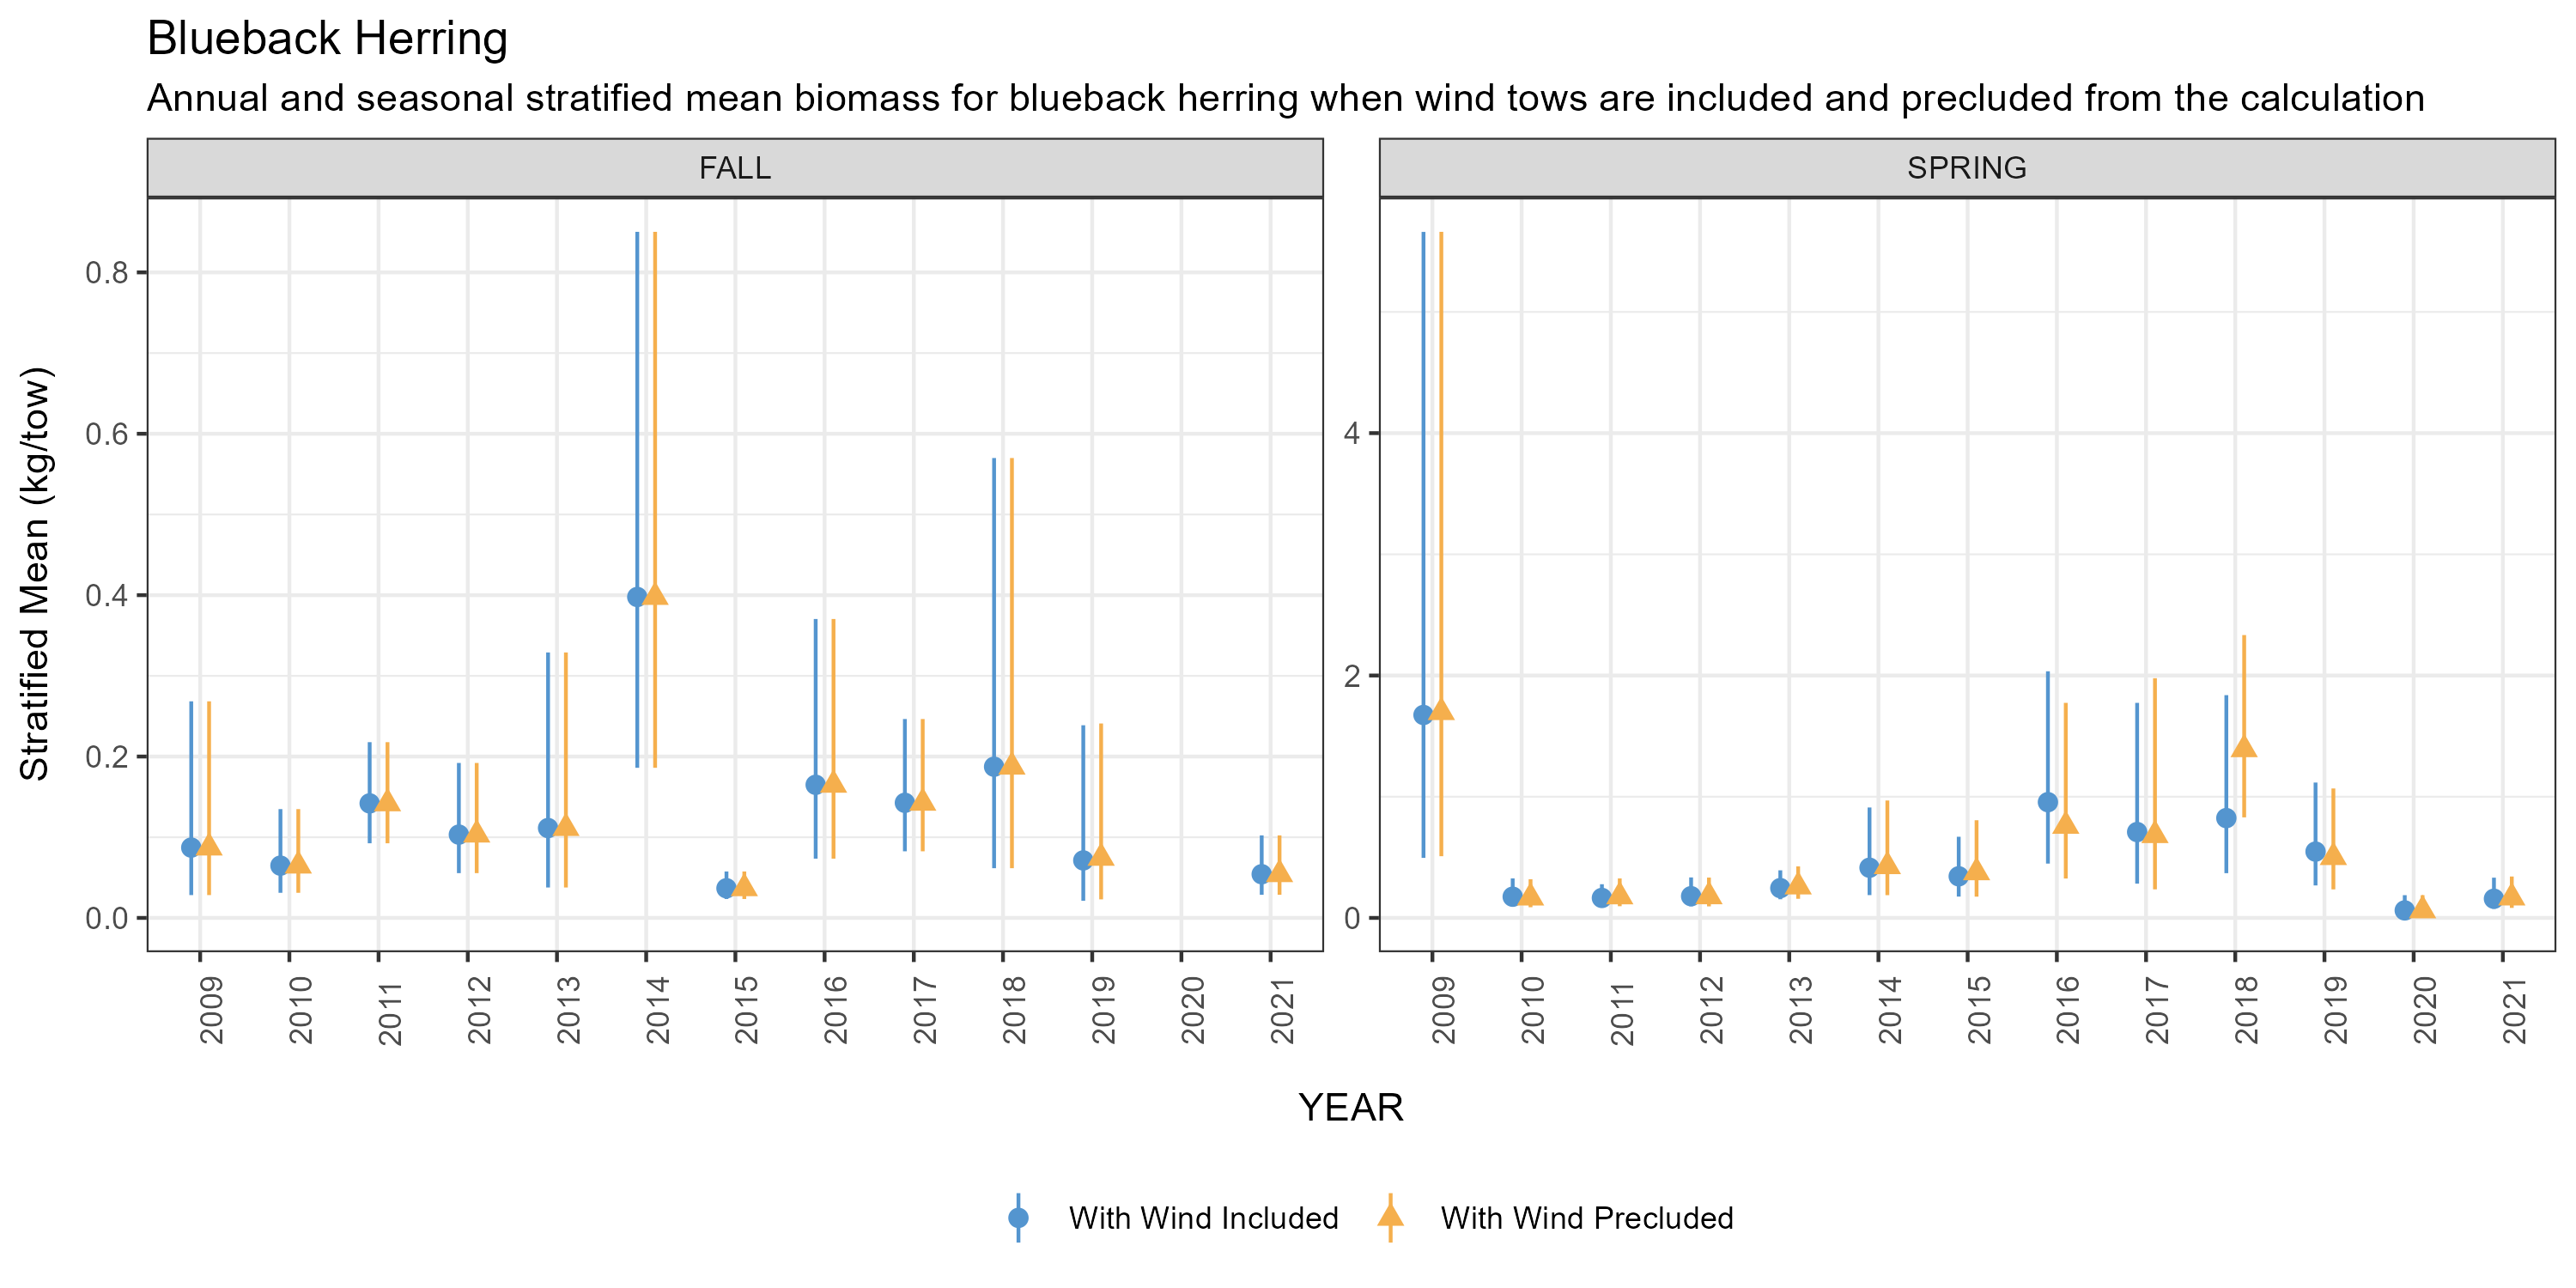 Blueback Herring
Annual and seasonal stratified mean biomass for blueback herring when wind tows are included and precluded from the calculation
FALL
SPRING
Stratified Mean (kg/tow)
0.8
0.6
0.4
0.2
0.0
4
2
0
2009 2010 2011 2012 2013 2014 2015 2016 2017 2018 2019 2020 2021
2009 2010 2011 2012 2013 2014 2015 2016 2017 2018 2019 2020 2021
YEAR
With Wind Included
With Wind Precluded